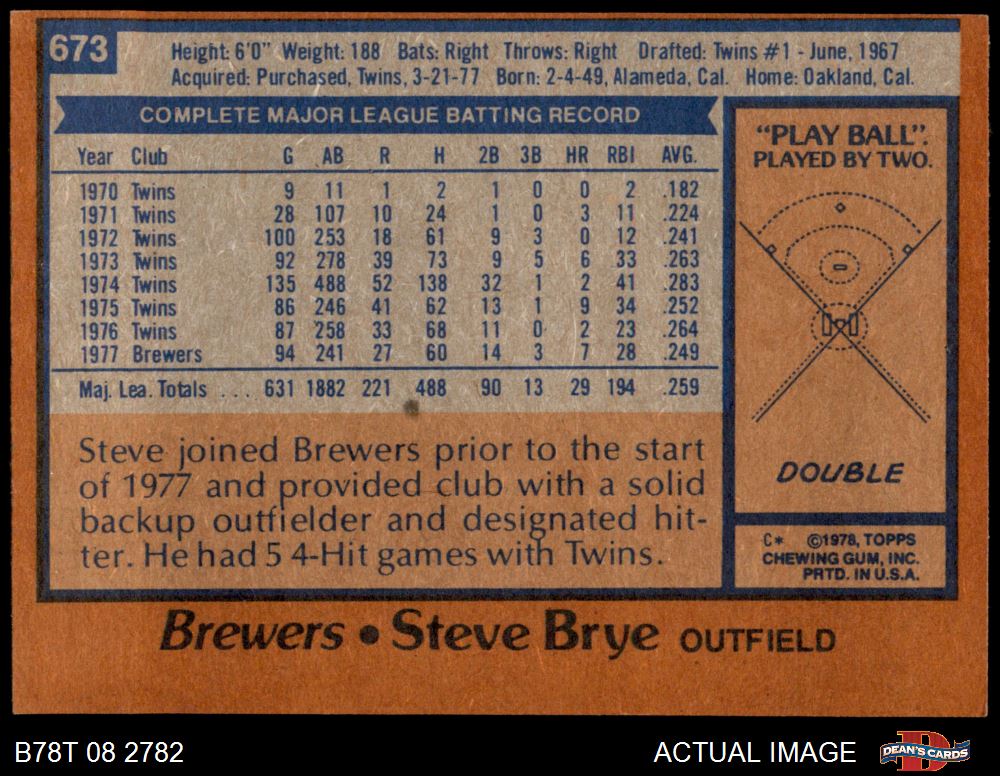 673
Height: 6'0" Weight: 188 Bats: Right Throws: Right Drafted: Twins #1 - June, 1967
Acquired: Purchased, Twins, 3-21-77 Born: 2-4-49, Alameda, Cal. Home: Oakland, Cal.
COMPLETE MAJOR LEAGUE BATTING RECORD
Year Club G AB R H 2B 3B HR RBI AVG.
1970 Twins 9 11 1 2 1 0 0 2 .182
1971 Twins 28 107 10 24 1 0 3 11 .224
1972 Twins 100 253 18 61 9 3 0 12 .241
1973 Twins 92 278 39 73 9 5 6 33 .263
1974 Twins 135 488 52 138 32 1 2 41 .283
1975 Twins 86 246 41 62 13 1 9 34 .252
1976 Twins 87 258 33 68 11 0 2 23 .264
1977 Brewers 94 241 27 60 14 3 7 28 .249
Maj. Lea. Totals . . . 631 1882 221 488 90 13 29 194 .259
Steve joined Brewers prior to the start
of 1977 and provided club with a solid
backup outfielder and designated hit-
ter. He had 5 4-Hit games with Twins.
"PLAY BALL".
PLAYED BY TWO.
DOUBLE
C* ©1978, TOPPS
CHEWING GUM, INC.
PRTD. IN U.S.A.
Brewers • Steve Brye OUTFIELD
B78T 08 2782
ACTUAL IMAGE
DEAN'S CARDS